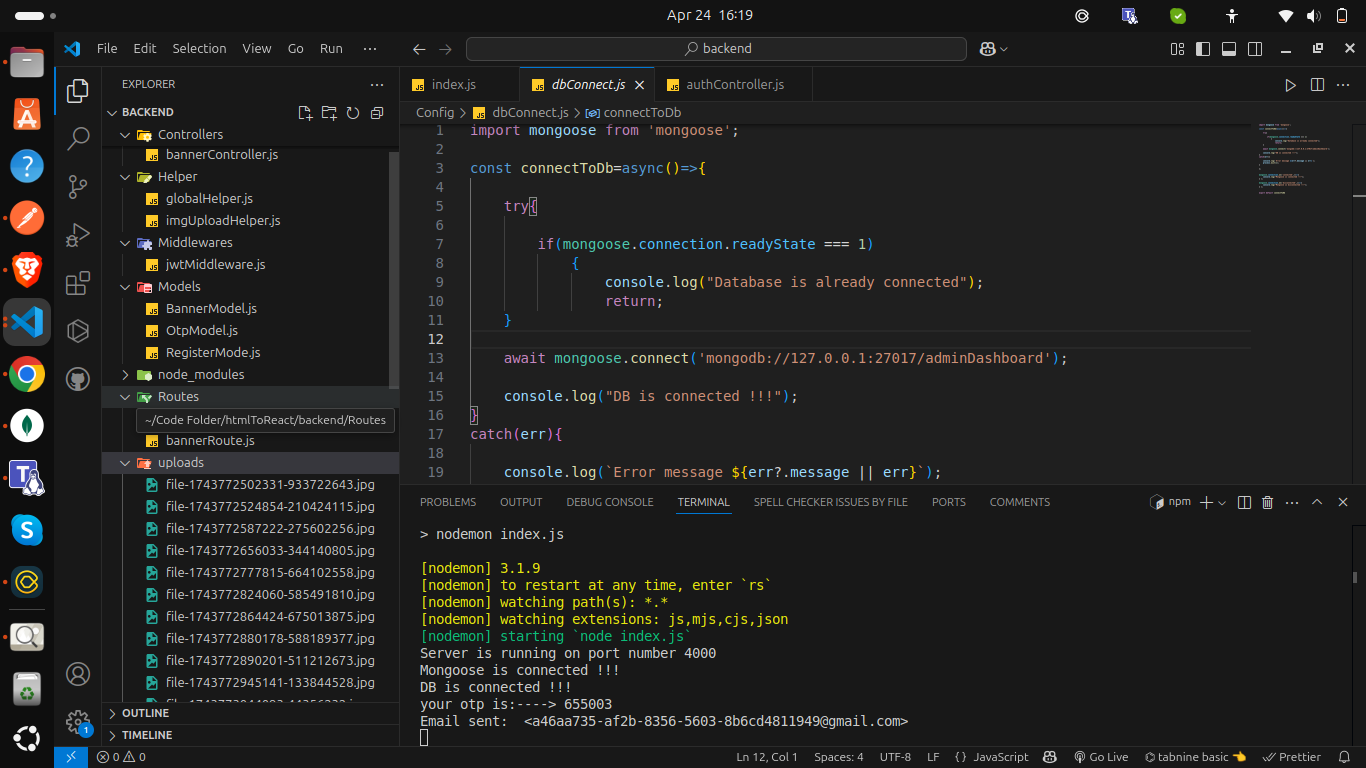 Apr 24 16:19
File Edit Selection View Go Run ···
backend
EXPLORER
BACKEND
Controllers
bannerController.js
Helper
globalHelper.js
imgUploadHelper.js
Middlewares
jwtMiddleware.js
Models
BannerModel.js
OtpModel.js
RegisterMode.js
node_modules
Routes
~/Code Folder/htmlToReact/backend/Routes
bannerRoute.js
uploads
file-1743772502331-933722643.jpg
file-1743772524854-210424115.jpg
file-1743772587222-275602256.jpg
file-1743772656033-344140805.jpg
file-1743772777815-664102558.jpg
file-1743772824060-585491810.jpg
file-1743772864424-675013875.jpg
file-1743772880178-588189377.jpg
file-1743772890201-511212673.jpg
file-1743772945141-133844528.jpg
OUTLINE
TIMELINE
index.js dbConnect.js authController.js
Config > dbConnect.js > connectToDb
1 import mongoose from 'mongoose';
2
3 const connectToDb=async()=>{
4
5 try{
6
7 if(mongoose.connection.readyState === 1)
8 {
9 console.log("Database is already connected");
10 return;
11 }
12
13 await mongoose.connect('mongodb://127.0.0.1:27017/adminDashboard');
14
15 console.log("DB is connected !!!");
16 }
17 catch(err){
18
19 console.log(`Error message ${err?.message || err}`);
PROBLEMS OUTPUT DEBUG CONSOLE TERMINAL SPELL CHECKER ISSUES BY FILE PORTS COMMENTS
npm
> nodemon index.js
[nodemon] 3.1.9
[nodemon] to restart at any time, enter `rs`
[nodemon] watching path(s): *.*
[nodemon] watching extensions: js,mjs,cjs,json
[nodemon] starting `node index.js`
Server is running on port number 4000
Mongoose is connected !!!
DB is connected !!!
your otp is:----> 655003
Email sent: <a46aa735-af2b-8356-5603-8b6cd4811949@gmail.com>
0 0 Ln 12, Col 1 Spaces: 4 UTF-8 LF {} JavaScript Go Live tabnine basic Prettier